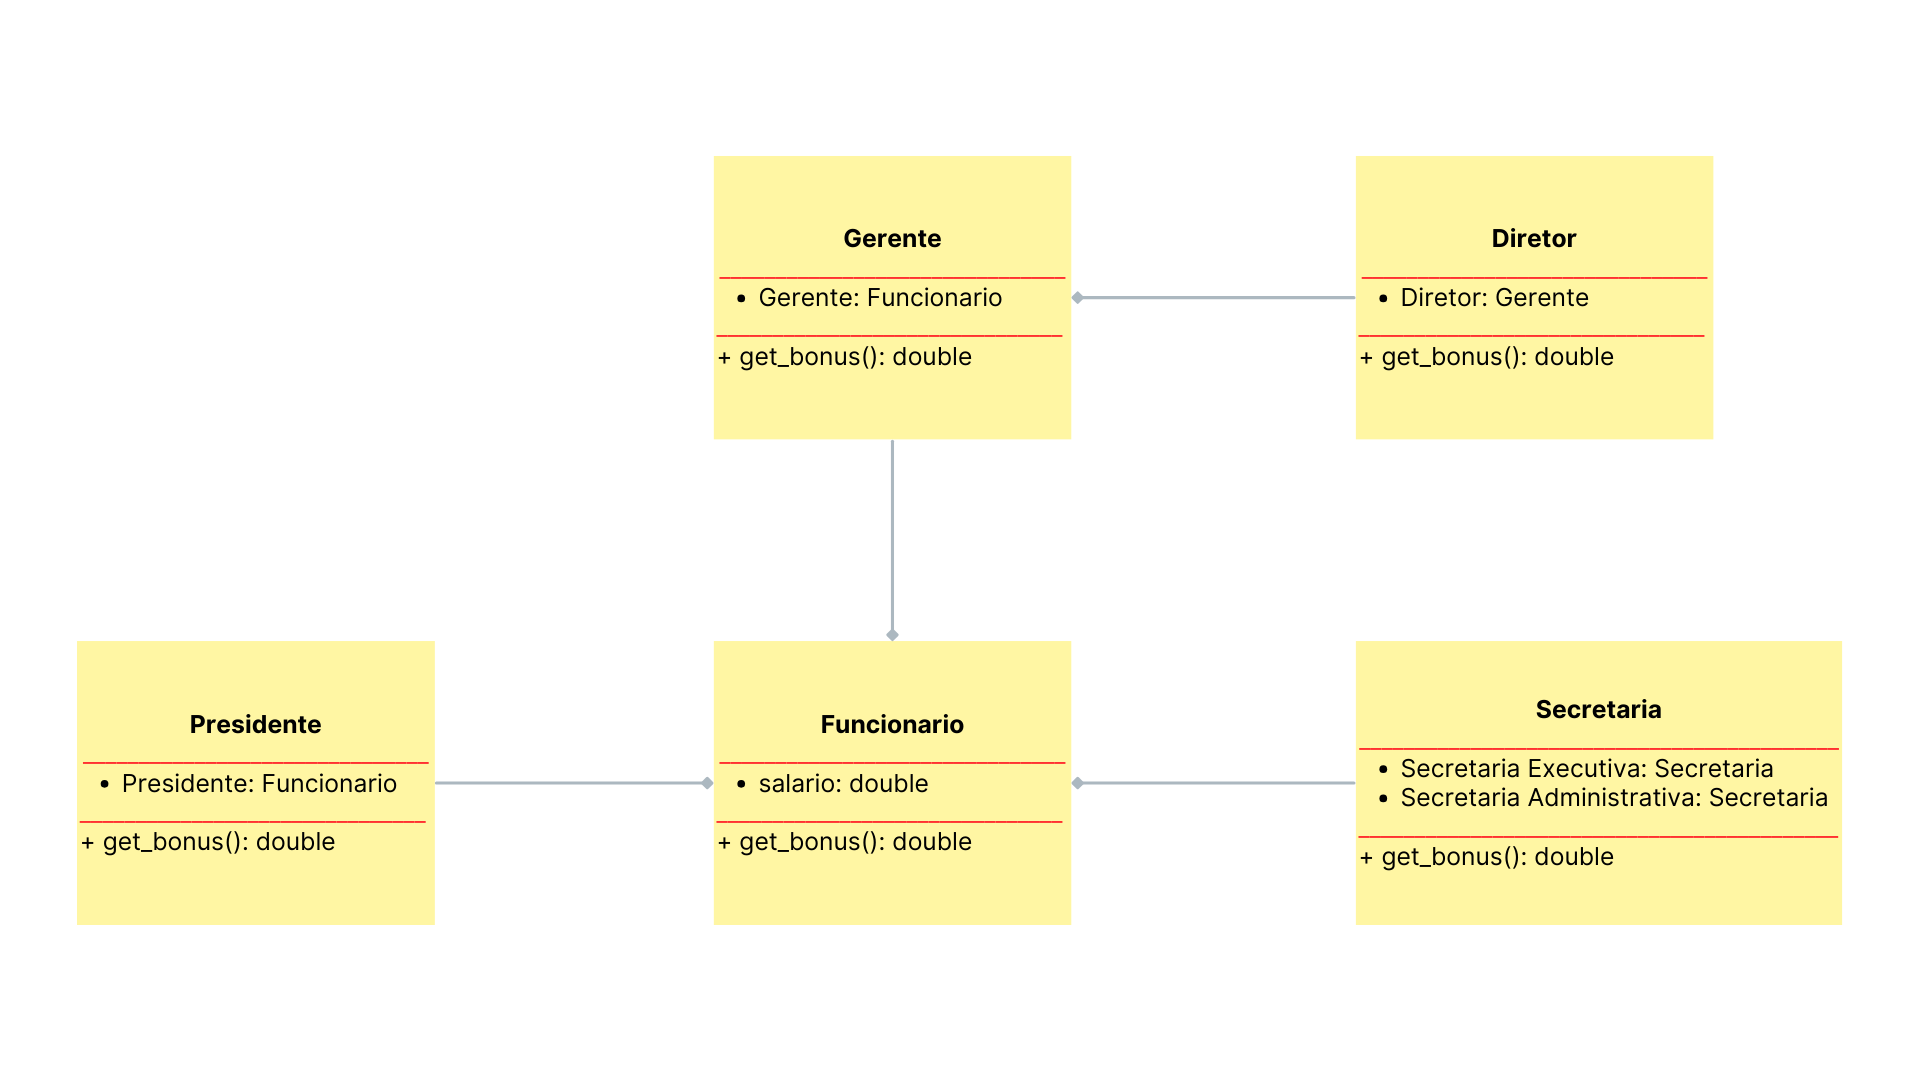 Gerente
• Gerente: Funcionario
+ get_bonus(): double
Diretor
• Diretor: Gerente
+ get_bonus(): double
Presidente
• Presidente: Funcionario
+ get_bonus(): double
Funcionario
• salario: double
+ get_bonus(): double
Secretaria
• Secretaria Executiva: Secretaria
• Secretaria Administrativa: Secretaria
+ get_bonus(): double